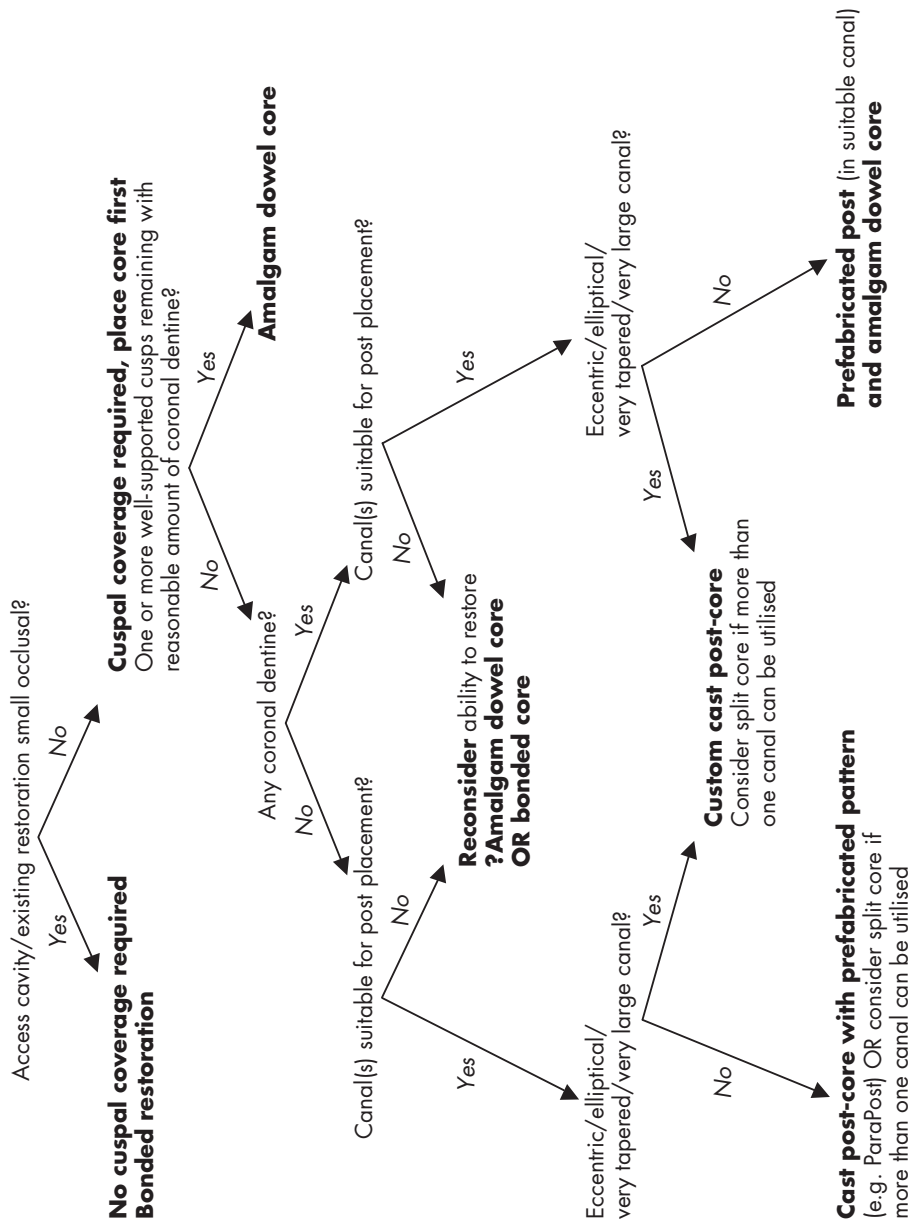 Access cavity/existing restoration small occlusal?
Yes
No
No cuspal coverage required
Bonded restoration
Cuspal coverage required, place core first
One or more well-supported cusps remaining with
reasonable amount of coronal dentine?
No
Yes
Any coronal dentine?
Amalgam dowel core
No
Yes
Canal(s) suitable for post placement?
Canal(s) suitable for post placement?
Yes
No
No
Yes
Reconsider ability to restore
?Amalgam dowel core
OR bonded core
Eccentric/elliptical/
very tapered/very large canal?
Eccentric/elliptical/
very tapered/very large canal?
No
Yes
Yes
No
Custom cast post-core
Consider split core if more than
one canal can be utilised
Cast post-core with prefabricated pattern
(e.g. ParaPost) OR consider split core if
more than one canal can be utilised
Prefabricated post (in suitable canal)
and amalgam dowel core